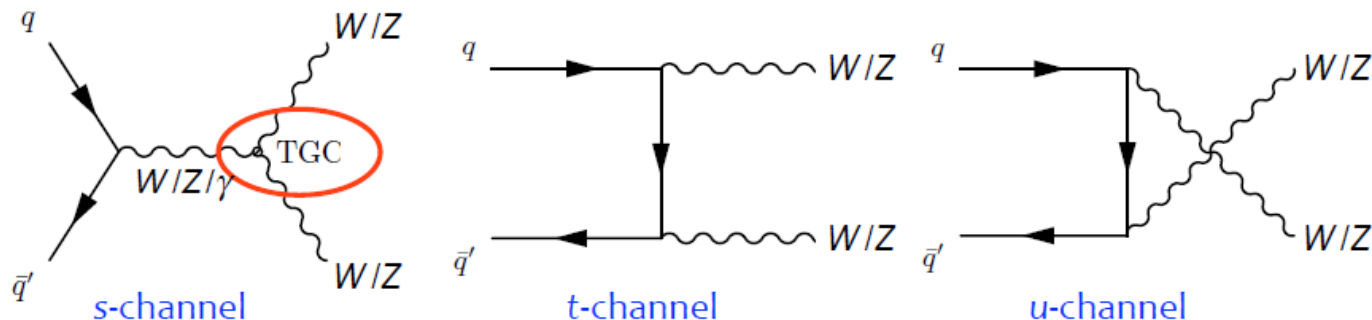 q
W/Z
TGC
W/Z/γ
W/Z
q̄′
s-channel
q
W/Z
W/Z
q̄′
t-channel
q
W/Z
W/Z
q̄′
u-channel